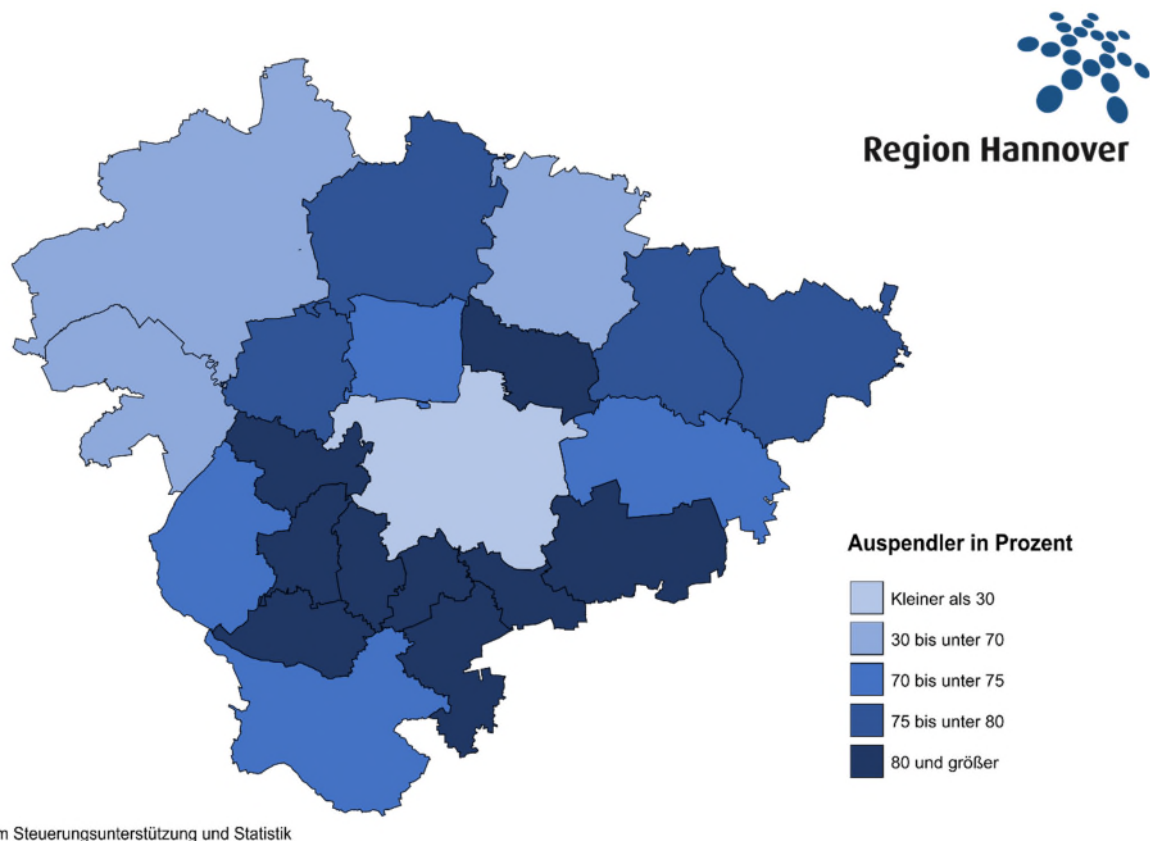 Region Hannover
Auspendler in Prozent
Kleiner als 30
30 bis unter 70
70 bis unter 75
75 bis unter 80
80 und größer
Steuerungsunterstützung und Statistik